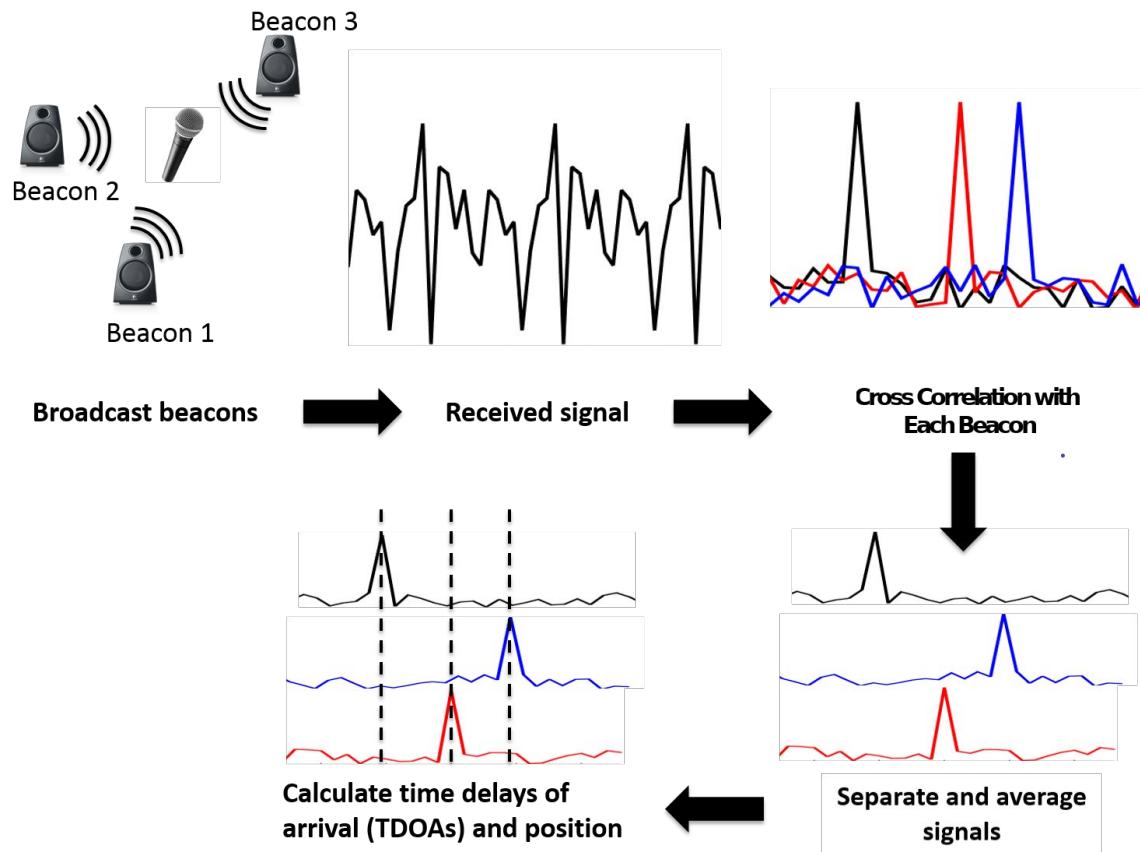 Beacon 3
Beacon 2
Beacon 1
Broadcast beacons
Received signal
Cross Correlation with
Each Beacon
Calculate time delays of
arrival (TDOAs) and position
Separate and average
signals